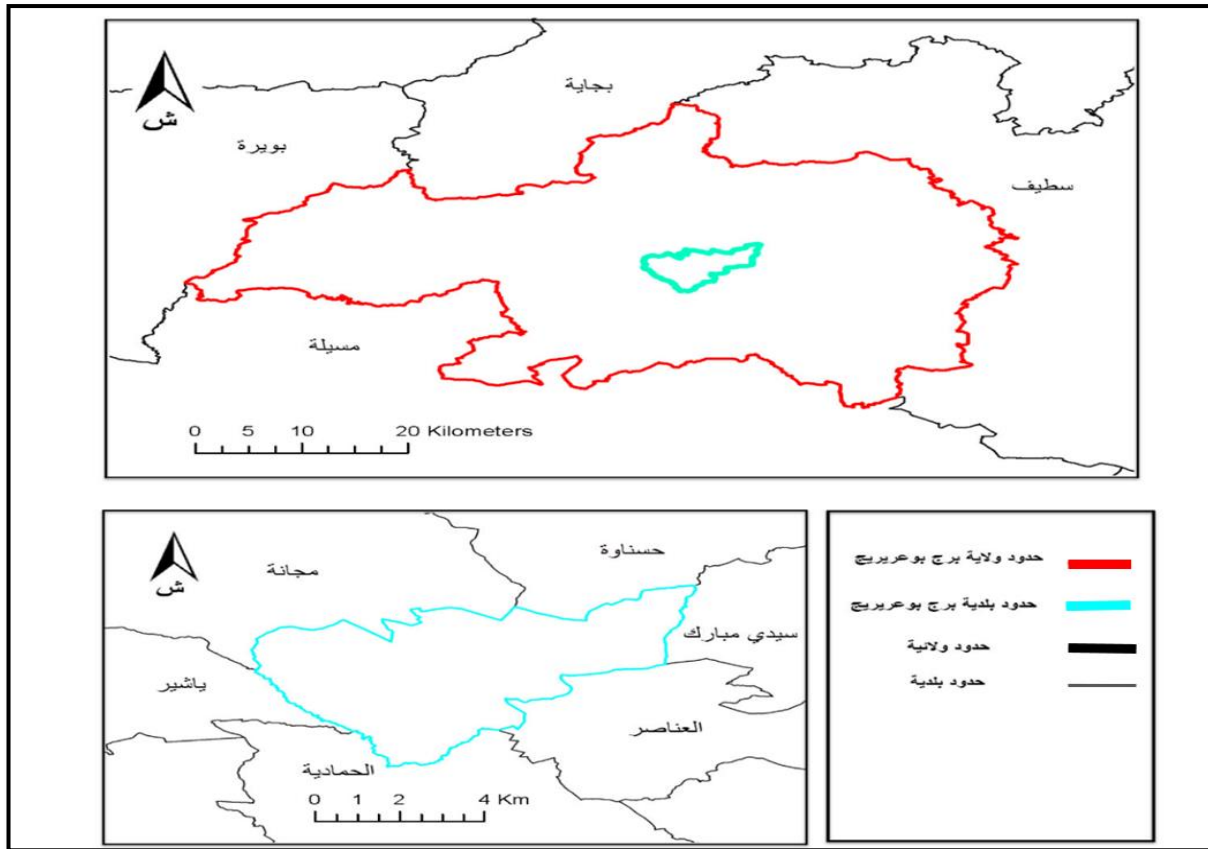 بجاية
ش
بويرة
سطيف
مسيلة
0 5 10 20 Kilometers
حسناوة
مجانة
ش
سيدي مبارك
ياشير
العناصر
الحمادية
0 1 2 4 Km
حدود ولاية برج بوعريريج
حدود بلدية برج بوعريريج
حدود ولائية
حدود بلدية